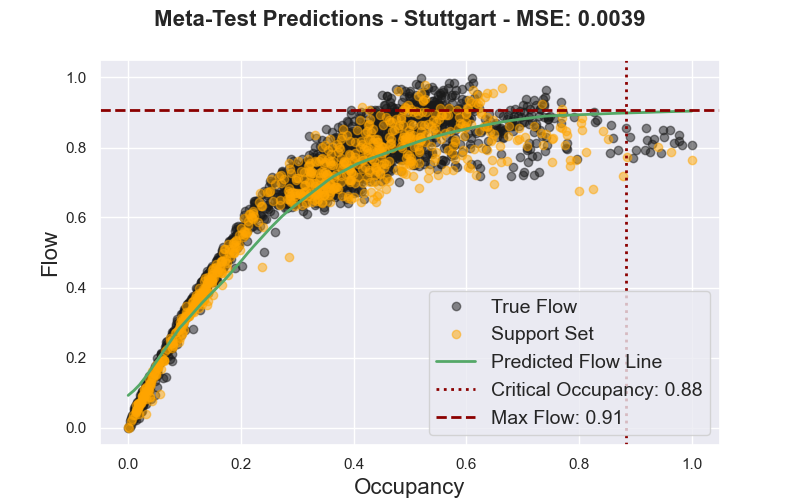 Meta-Test Predictions - Stuttgart - MSE: 0.0039
1.0
0.8
0.6
0.4
0.2
0.0
Flow
True Flow
Support Set
Predicted Flow Line
Critical Occupancy: 0.88
Max Flow: 0.91
0.0 0.2 0.4 0.6 0.8 1.0
Occupancy